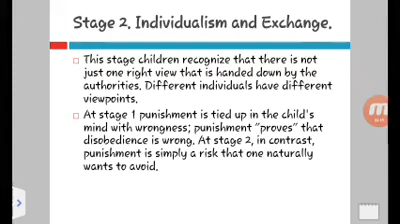 Stage 2. Individualism and Exchange.
This stage children recognize that there is not
just one right view that is handed down by the
authorities. Different individuals have different
viewpoints.
At stage 1 punishment is tied up in the child's
mind with wrongness; punishment "proves" that
disobedience is wrong. At stage 2, in contrast,
punishment is simply a risk that one naturally
wants to avoid.